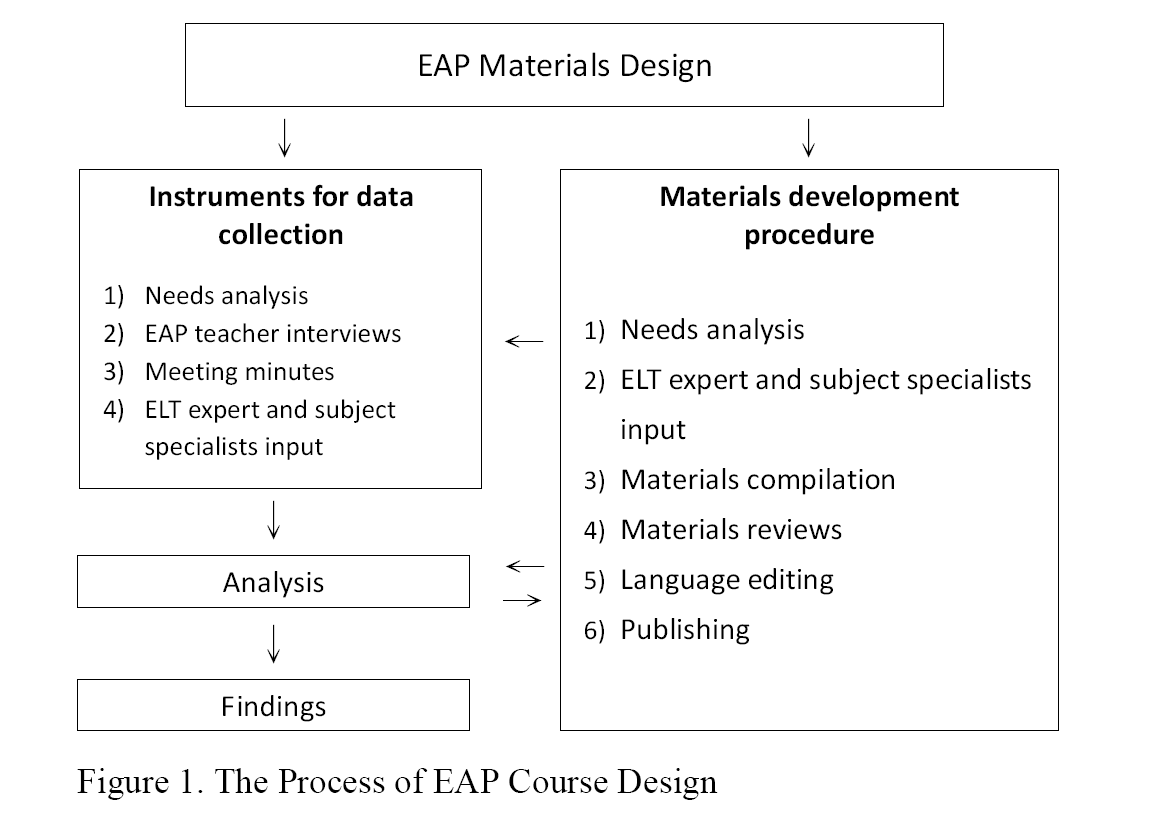 EAP Materials Design
Instruments for data
collection
1) Needs analysis
2) EAP teacher interviews
3) Meeting minutes
4) ELT expert and subject
specialists input
Materials development
procedure
1) Needs analysis
2) ELT expert and subject specialists
input
3) Materials compilation
4) Materials reviews
5) Language editing
6) Publishing
Analysis
Findings
Figure 1. The Process of EAP Course Design